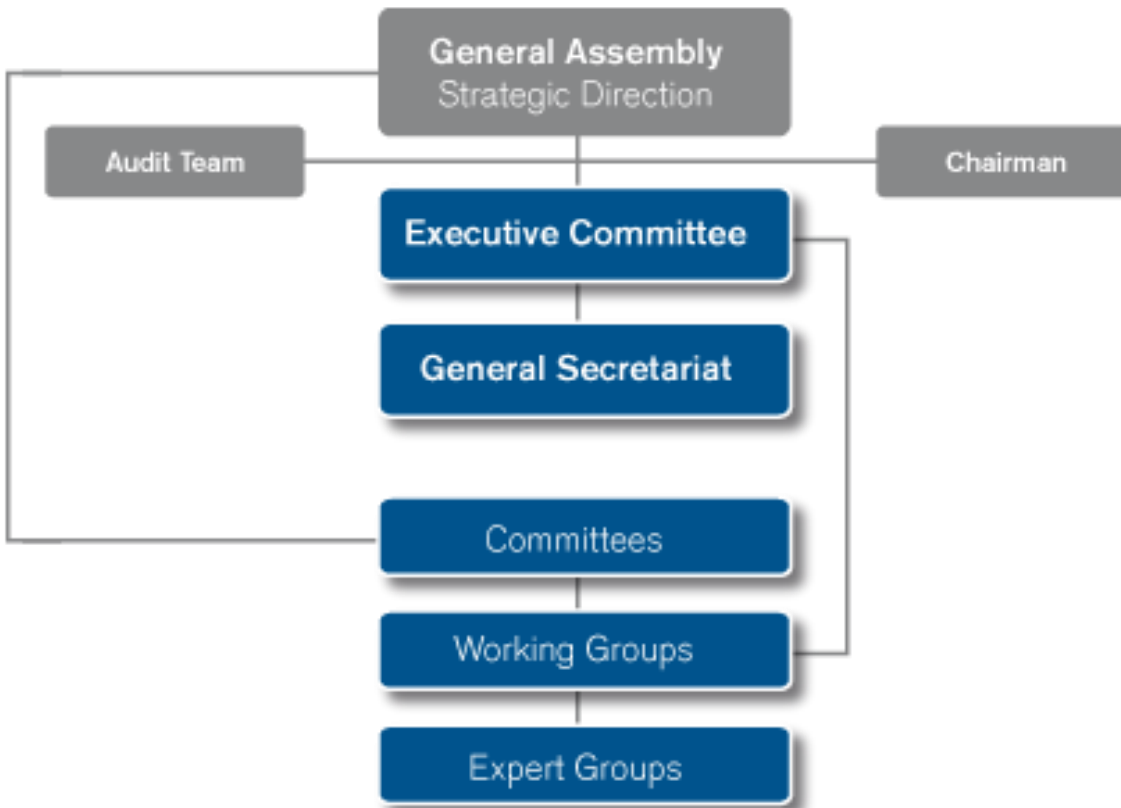 General Assembly
Strategic Direction
Audit Team
Chairman
Executive Committee
General Secretariat
Committees
Working Groups
Expert Groups